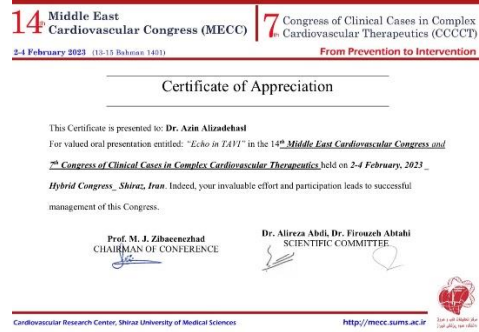 14th Middle East
Cardiovascular Congress (MECC)
2-4 February 2023 (13-15 Bahman 1401)
7th Congress of Clinical Cases in Complex
Cardiovascular Therapeutics (CCCCT)
From Prevention to Intervention
Certificate of Appreciation
This Certificate is presented to: Dr. Azin Alizadehasl
For valued oral presentation entitled: "Echo in TAVI" in the 14th Middle East Cardiovascular Congress and
7th Congress of Clinical Cases in Complex Cardiovascular Therapeutics held on 2-4 February, 2023 _
Hybrid Congress_ Shiraz, Iran. Indeed, your invaluable effort and participation leads to successful
management of this Congress.
Prof. M. J. Zibaeenezhad
CHAIRMAN OF CONFERENCE
Dr. Alireza Abdi, Dr. Firouzeh Abtahi
SCIENTIFIC COMMITTEE
Cardiovascular Research Center, Shiraz University of Medical Sciences
http://mecc.sums.ac.ir